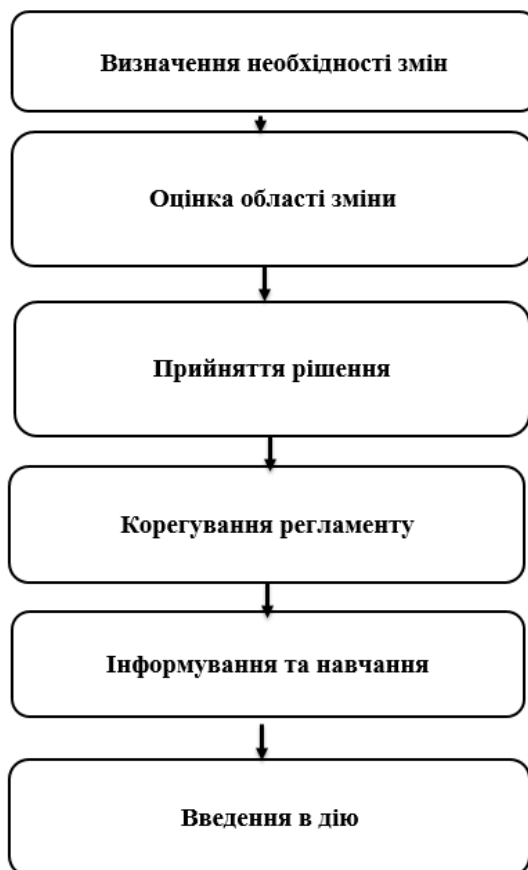 Визначення необхідності змін
Оцінка області зміни
Прийняття рішення
Корегування регламенту
Інформування та навчання
Введення в дію